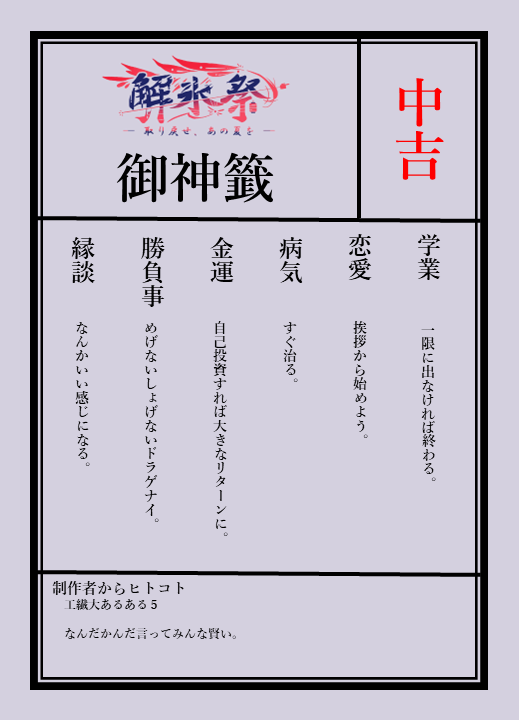 解氷祭
取り戻せ、あの夏を
御神籤
中吉
学業
一限に出なければ終わる。
恋愛
挨拶から始めよう。
病気
すぐ治る。
金運
自己投資すれば大きなリターンに。
勝負事
めげないしょげないドラゲナイ。
縁談
なんかいい感じになる。
制作者からヒトコト
工繊大あるある5
なんだかんだ言ってみんな賢い。